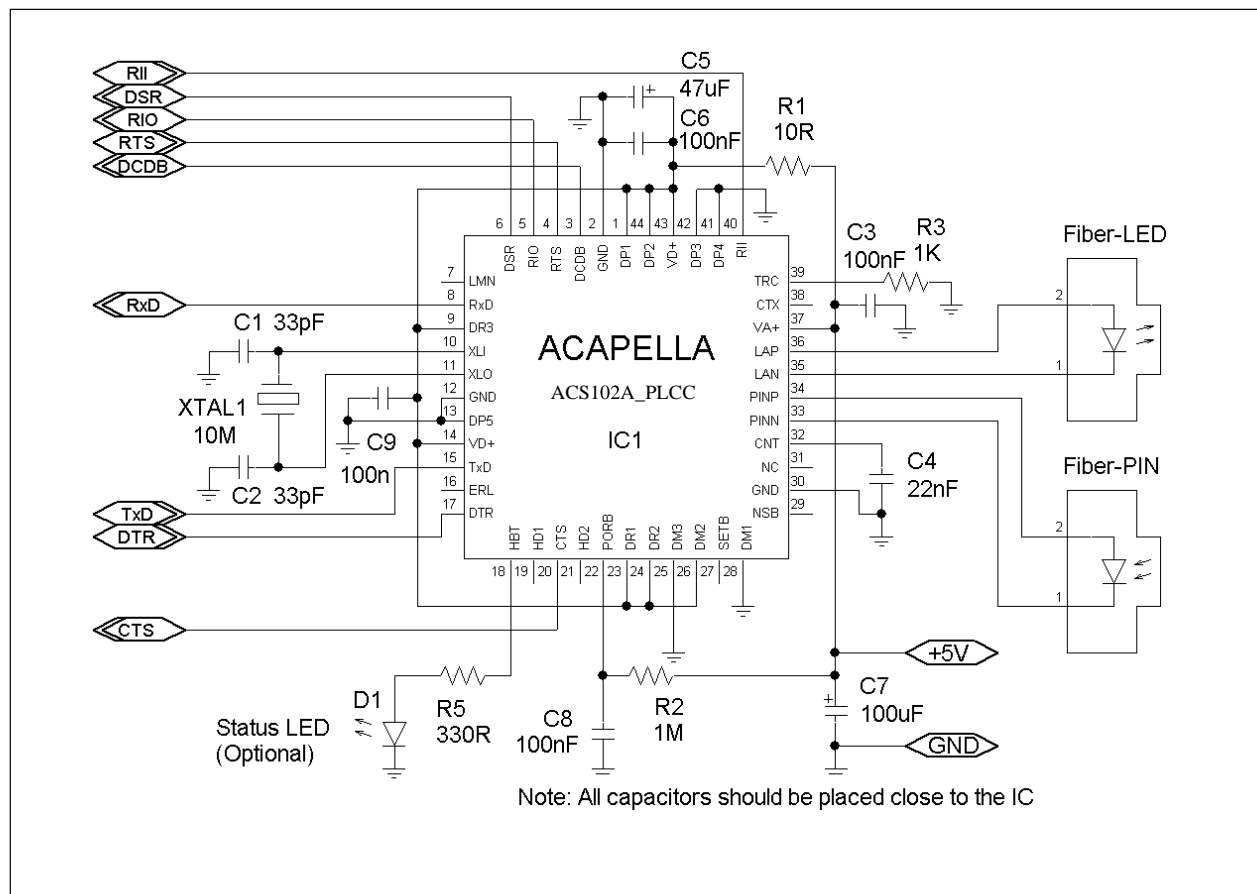 RII
DSR
RIO
RTS
DCDB
C5
47uF
C6
100nF
R1
10R
6 5 4 3 2 1 44 43 42 41 40
DSR RIO RTS DCDB GND DP1 DP2 VD+ DP3 DP4 RII
C3
100nF
R3
1K
Fiber-LED
2
1
7 LMN
8 RxD
9 DR3
10 XLI
11 XLO
12 GND
13 DP5
14 VD+
15 TxD
16 ERL
17 DTR
TRC 39
CTX 38
VA+ 37
LAP 36
LAN 35
PINP 34
PINN 33
CNT 32
NC 31
GND 30
NSB 29
RxD
C1 33pF
XTAL1
10M
C2 33pF
C9
100n
ACAPELLA
ACS102A_PLCC
IC1
C4
22nF
Fiber-PIN
2
1
TxD
DTR
HBT HD1 CTS HD2 PORB DR1 DR2 DM3 DM2 SETB DM1
18 19 20 21 22 23 24 25 26 27 28
CTS
+5V
D1
R5
330R
Status LED
(Optional)
C8
100nF
R2
1M
C7
100uF
GND
+
+
Note: All capacitors should be placed close to the IC